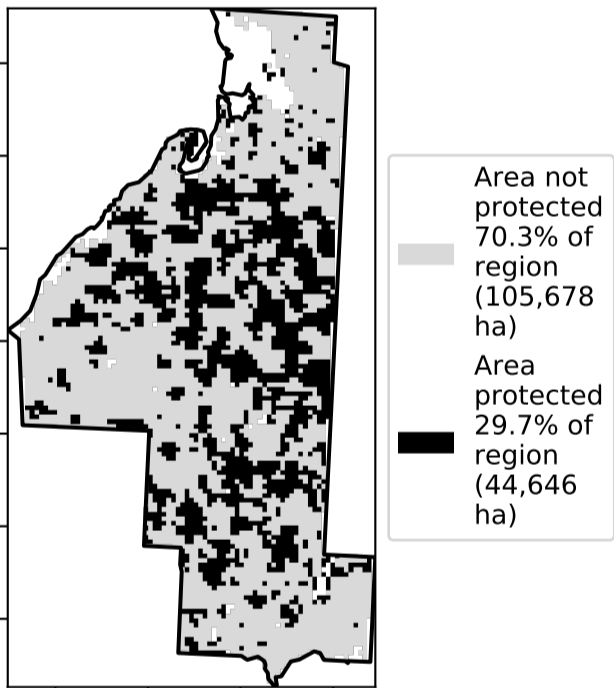 Area not
protected
70.3% of
region
(105,678
ha)
Area
protected
29.7% of
region
(44,646
ha)